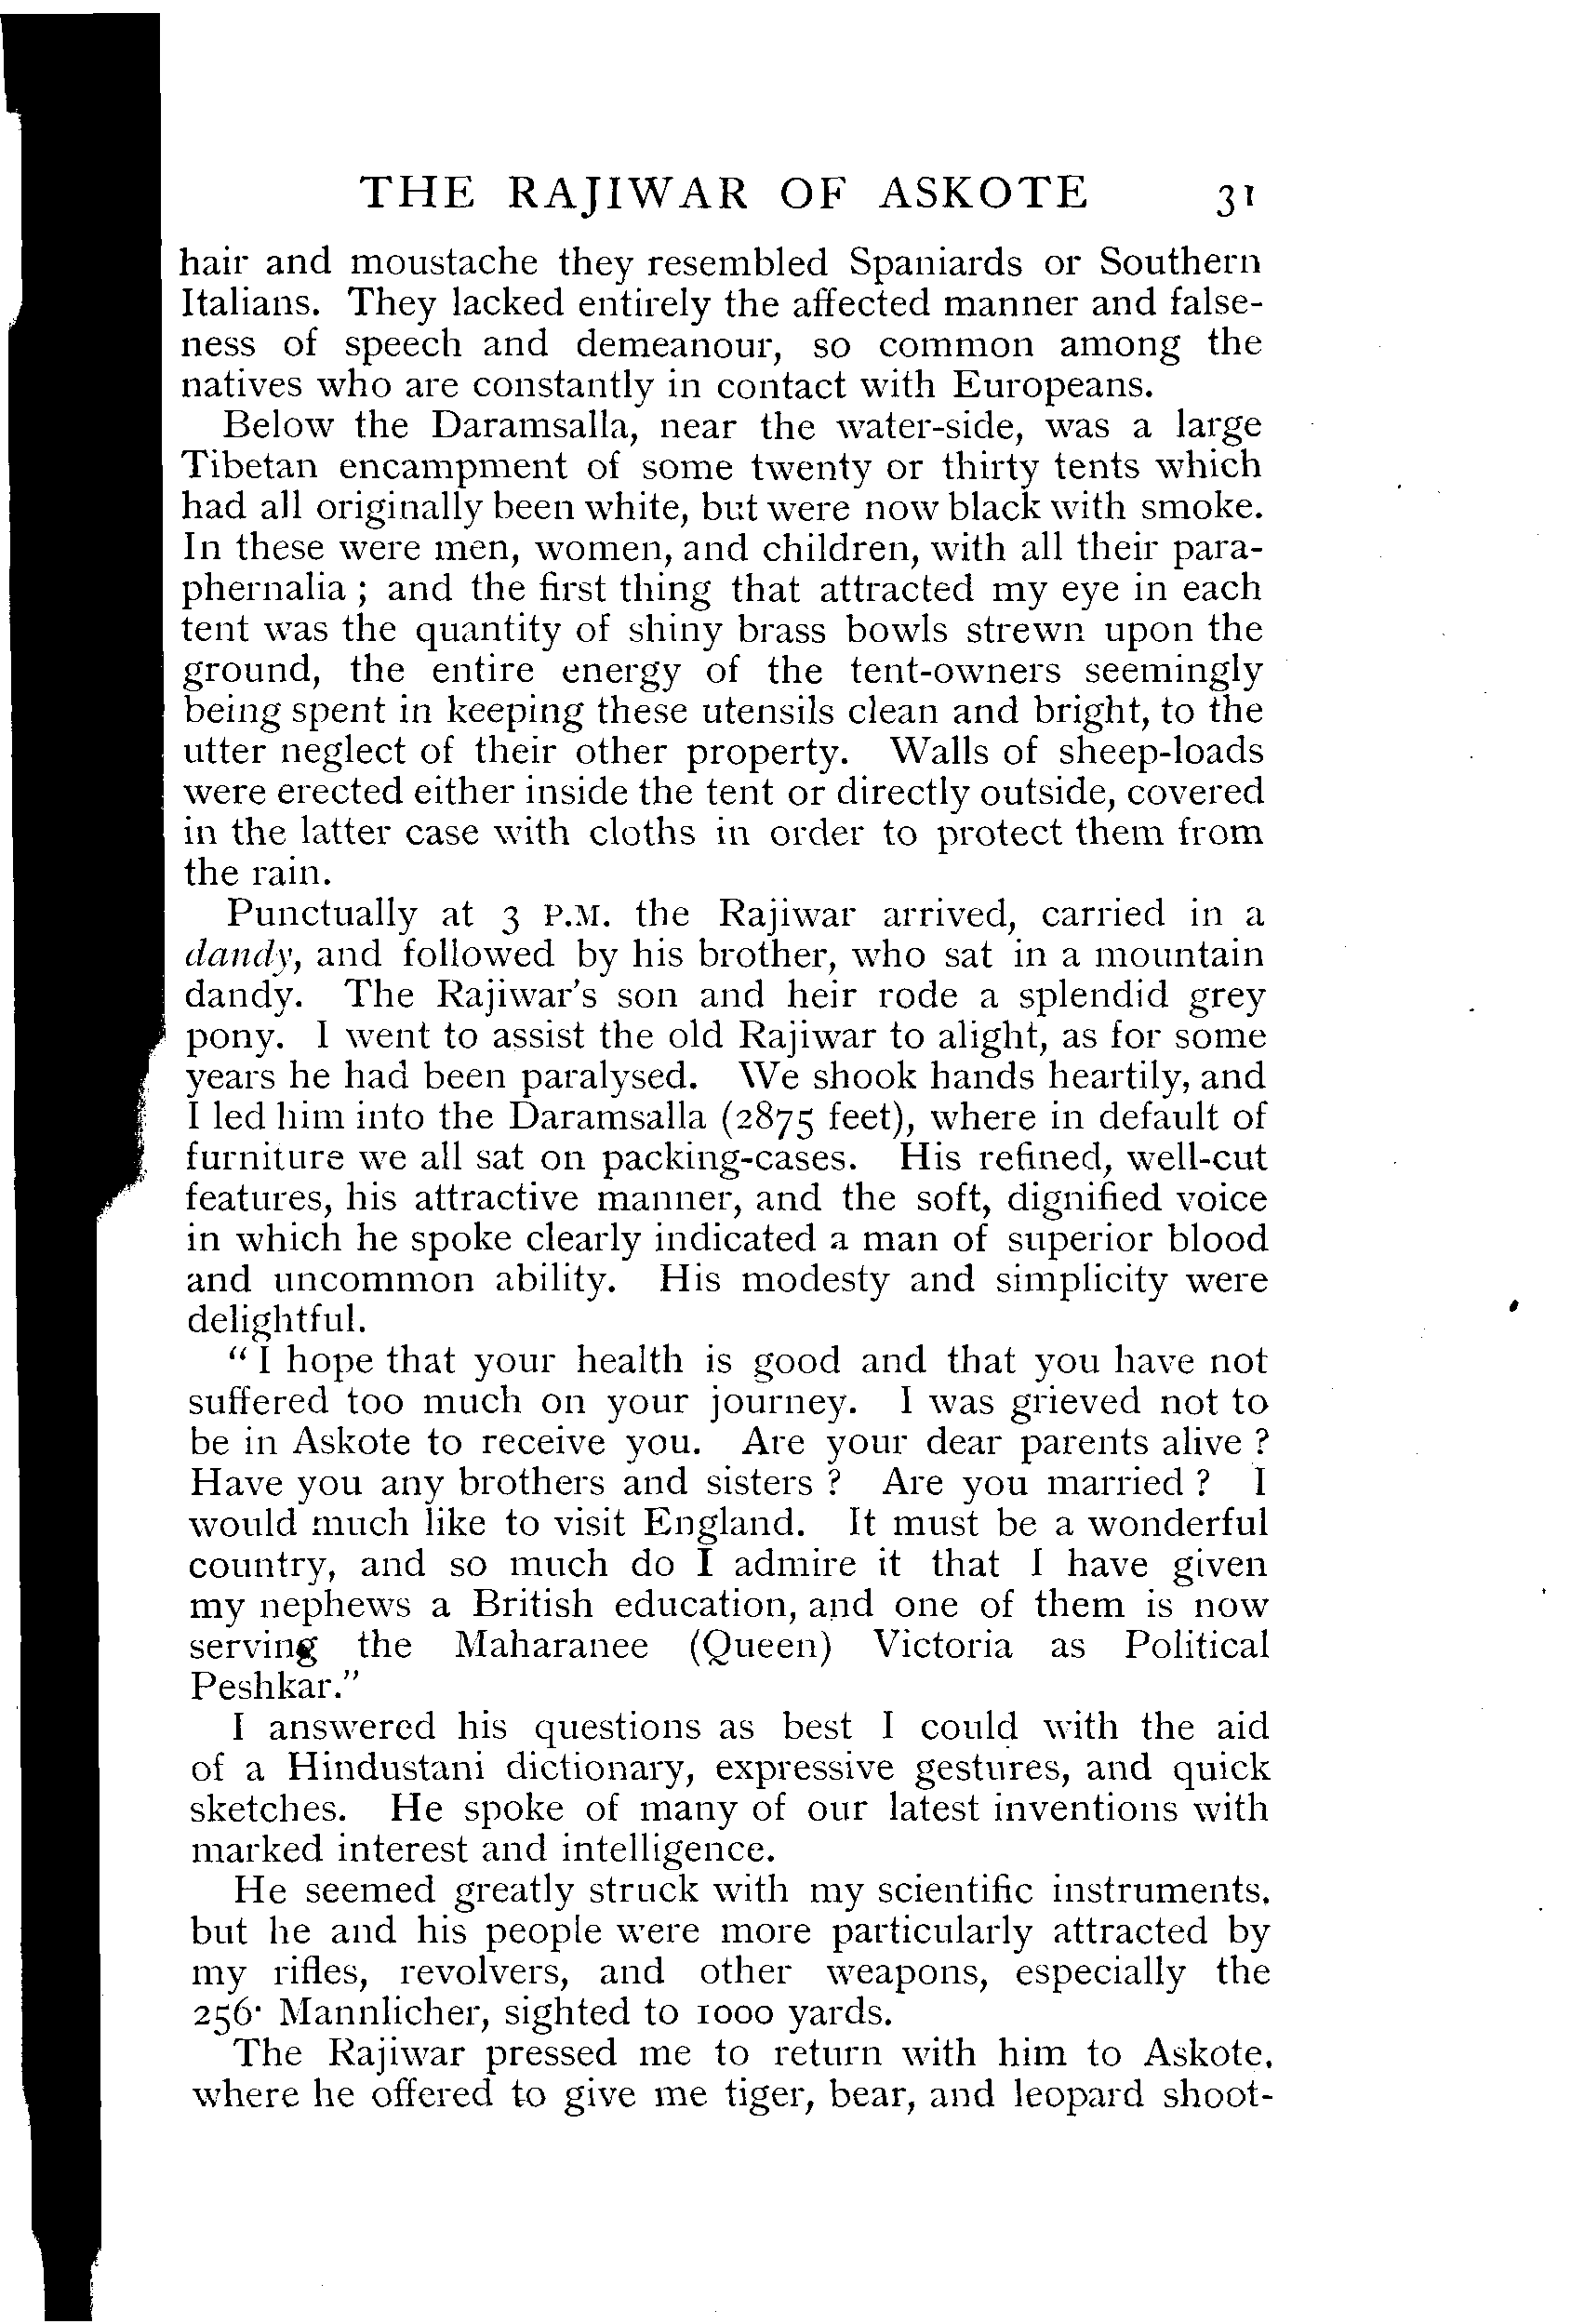 THE RAJIWAR OF ASKOTE 31
hair and moustache they resembled Spaniards or Southern
Italians. They lacked entirely the affected manner and false-
ness of speech and demeanour, so common among the
natives who are constantly in contact with Europeans.
Below the Daramsalla, near the water-side, was a large
Tibetan encampment of some twenty or thirty tents which
had all originally been white, but were now black with smoke.
In these were men, women, and children, with all their para-
phernalia ; and the first thing that attracted my eye in each
tent was the quantity of shiny brass bowls strewn upon the
ground, the entire energy of the tent-owners seemingly
being spent in keeping these utensils clean and bright, to the
utter neglect of their other property. Walls of sheep-loads
were erected either inside the tent or directly outside, covered
in the latter case with cloths in order to protect them from
the rain.
Punctually at 3 P.M. the Rajiwar arrived, carried in a
dandy, and followed by his brother, who sat in a mountain
dandy. The Rajiwar's son and heir rode a splendid grey
pony. I went to assist the old Rajiwar to alight, as for some
years he had been paralysed. We shook hands heartily, and
I led him into the Daramsalla (2875 feet), where in default of
furniture we all sat on packing-cases. His refined, well-cut
features, his attractive manner, and the soft, dignified voice
in which he spoke clearly indicated a man of superior blood
and uncommon ability. His modesty and simplicity were
delightful.
" I hope that your health is good and that you have not
suffered too much on your journey. I was grieved not to
be in Askote to receive you. Are your dear parents alive ?
Have you any brothers and sisters ? Are you married ? I
would much like to visit England. It must be a wonderful
country, and so much do I admire it that I have given
my nephews a British education, and one of them is now
serving the Maharanee (Queen) Victoria as Political
Peshkar."
I answered his questions as best I could with the aid
of a Hindustani dictionary, expressive gestures, and quick
sketches. He spoke of many of our latest inventions with
marked interest and intelligence.
He seemed greatly struck with my scientific instruments,
but he and his people were more particularly attracted by
my rifles, revolvers, and other weapons, especially the
256· Mannlicher, sighted to 1000 yards.
The Rajiwar pressed me to return with him to Askote,
where he offered to give me tiger, bear, and leopard shoot-